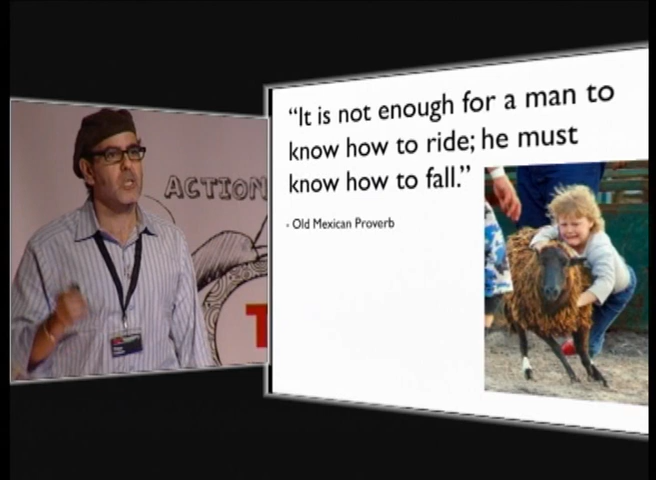 ACTION
T
“It is not enough for a man to
know how to ride; he must
know how to fall.”
- Old Mexican Proverb